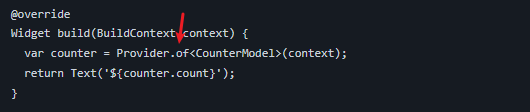 @override
Widget build(BuildContext context) {
  var counter = Provider.of<CounterModel>(context);
  return Text('${counter.count}');
}